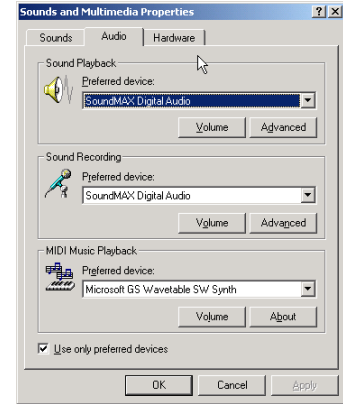 Sounds and Multimedia Properties
Sounds Audio Hardware
Sound Playback
Preferred device:
SoundMAX Digital Audio
Volume Advanced
Sound Recording
Preferred device:
SoundMAX Digital Audio
Volume Advanced
MIDI Music Playback
Preferred device:
Microsoft GS Wavetable SW Synth
Volume About
Use only preferred devices
OK Cancel Apply